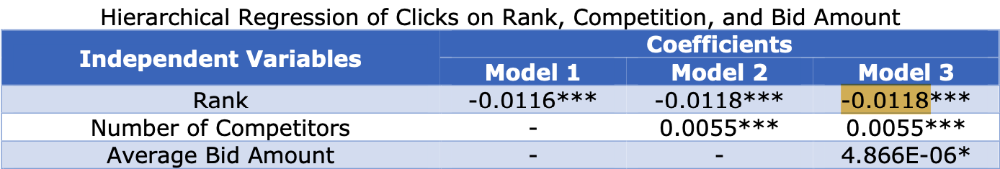 Hierarchical Regression of Clicks on Rank, Competition, and Bid Amount
Independent Variables Coefficients
Model 1 Model 2 Model 3
Rank -0.0116*** -0.0118*** -0.0118***
Number of Competitors - 0.0055*** 0.0055***
Average Bid Amount - - 4.866E-06*